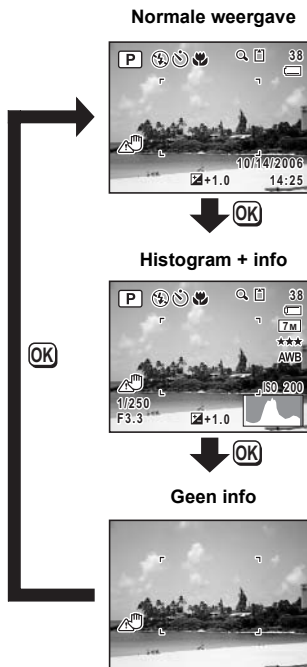 Normale weergave
P 38
10/14/2006
+1.0 14:25
OK
Histogram + info
P 38
7M
★★★
AWB
OK
ISO 200
1/250
F3.3 +1.0
OK
Geen info